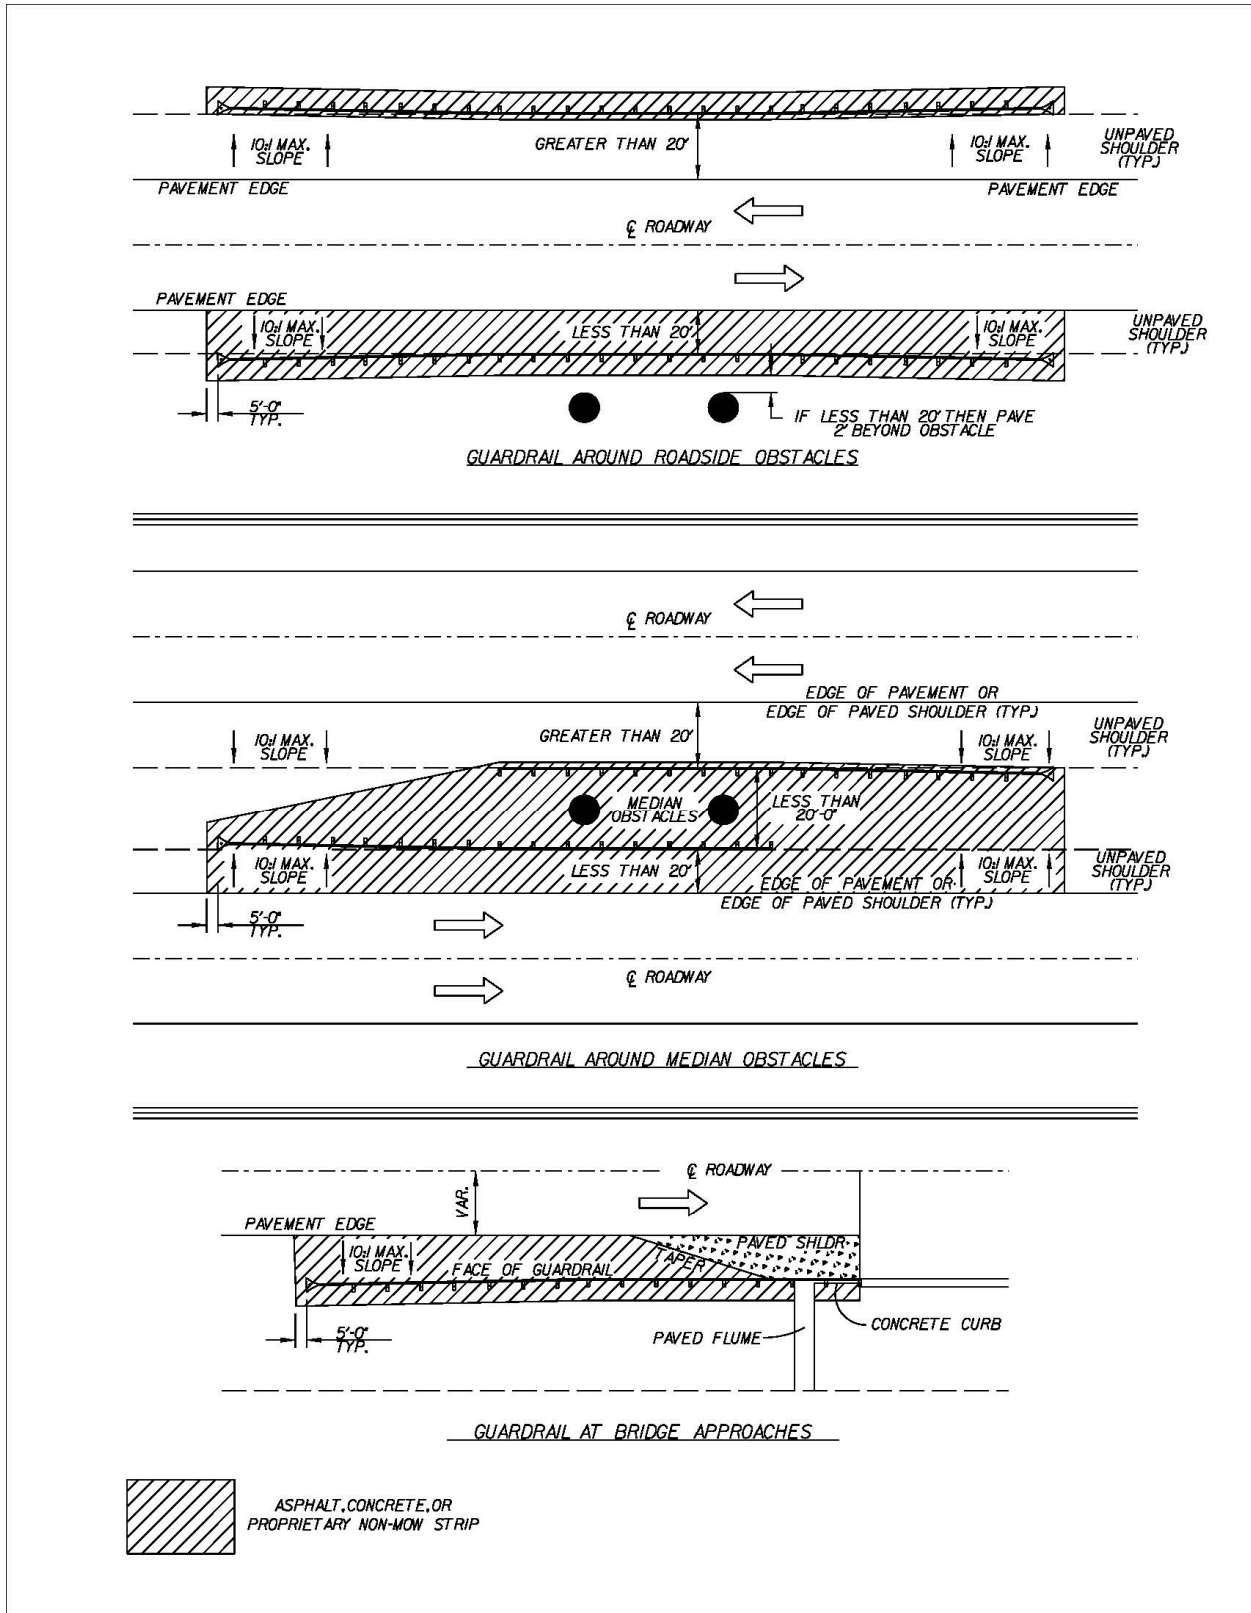 GREATER THAN 20'
10:1 MAX.
SLOPE
10:1 MAX.
SLOPE
UNPAVED
SHOULDER
(TYP.)
PAVEMENT EDGE
PAVEMENT EDGE
℄ ROADWAY
PAVEMENT EDGE
10:1 MAX.
SLOPE
LESS THAN 20'
10:1 MAX.
SLOPE
UNPAVED
SHOULDER
(TYP.)
5'-0"
TYP.
IF LESS THAN 20' THEN PAVE
2' BEYOND OBSTACLE
GUARDRAIL AROUND ROADSIDE OBSTACLES
℄ ROADWAY
EDGE OF PAVEMENT OR
EDGE OF PAVED SHOULDER (TYP.)
10:1 MAX.
SLOPE
GREATER THAN 20'
10:1 MAX.
SLOPE
UNPAVED
SHOULDER
(TYP.)
MEDIAN
OBSTACLES
LESS THAN
20'-0"
10:1 MAX.
SLOPE
LESS THAN 20'
10:1 MAX.
SLOPE
UNPAVED
SHOULDER
(TYP.)
EDGE OF PAVEMENT OR
EDGE OF PAVED SHOULDER (TYP.)
5'-0"
TYP.
℄ ROADWAY
GUARDRAIL AROUND MEDIAN OBSTACLES
℄ ROADWAY
VAR.
PAVEMENT EDGE
10:1 MAX.
SLOPE
PAVED SHLDR
TAPER
FACE OF GUARDRAIL
5'-0"
TYP.
PAVED FLUME
CONCRETE CURB
GUARDRAIL AT BRIDGE APPROACHES
ASPHALT, CONCRETE, OR
PROPRIETARY NON-MOW STRIP